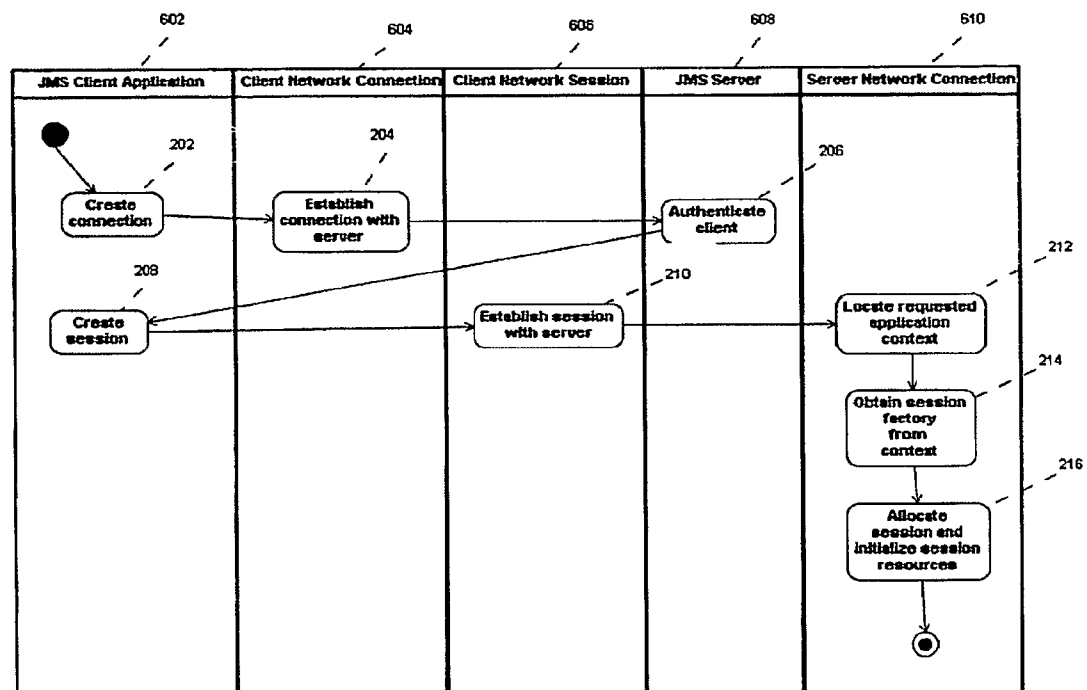 602
604
606
608
610
JMS Client Application
Client Network Connection
Client Network Session
JMS Server
Server Network Connection
202
204
206
Create
connection
Establish
connection with
server
Authenticate
client
208
210
212
Create
session
Establish session
with server
Locate requested
application
context
214
Obtain session
factory
from
context
216
Allocate
session and
initialize session
resources